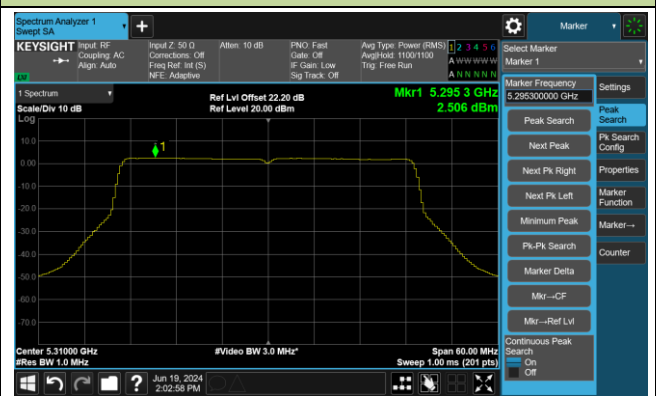 Spectrum Analyzer 1
Swept SA
Marker
KEYSIGHT
Input: RF
Coupling: AC
Align: Auto
Input Z: 50 Ω
Corrections: Off
Freq Ref: Int (S)
NFE: Adaptive
Atten: 10 dB
PNO: Fast
Gate: Off
IF Gain: Low
Sig Track: Off
Avg Type: Power (RMS)
Avg|Hold: 1100/1100
Trig: Free Run
1 2 3 4 5 6
A W W W W W
A N N N N N
Select Marker
Marker 1
1 Spectrum
Scale/Div 10 dB
Log
Ref Lvl Offset 22.20 dB
Ref Level 20.00 dBm
Mkr1 5.295 3 GHz
2.506 dBm
1
10.0
0.00
-10.0
-20.0
-30.0
-40.0
-50.0
-60.0
-70.0
Center 5.31000 GHz
#Res BW 1.0 MHz
#Video BW 3.0 MHz*
Span 60.00 MHz
Sweep 1.00 ms (201 pts)
Marker Frequency
5.295300000 GHz
Peak Search
Next Peak
Next Pk Right
Next Pk Left
Minimum Peak
Pk-Pk Search
Marker Delta
Mkr→CF
Mkr→Ref Lvl
Continuous Peak
Search
On
Off
Settings
Peak
Search
Pk Search
Config
Properties
Marker
Function
Marker→
Counter
?
Jun 19, 2024
2:02:58 PM